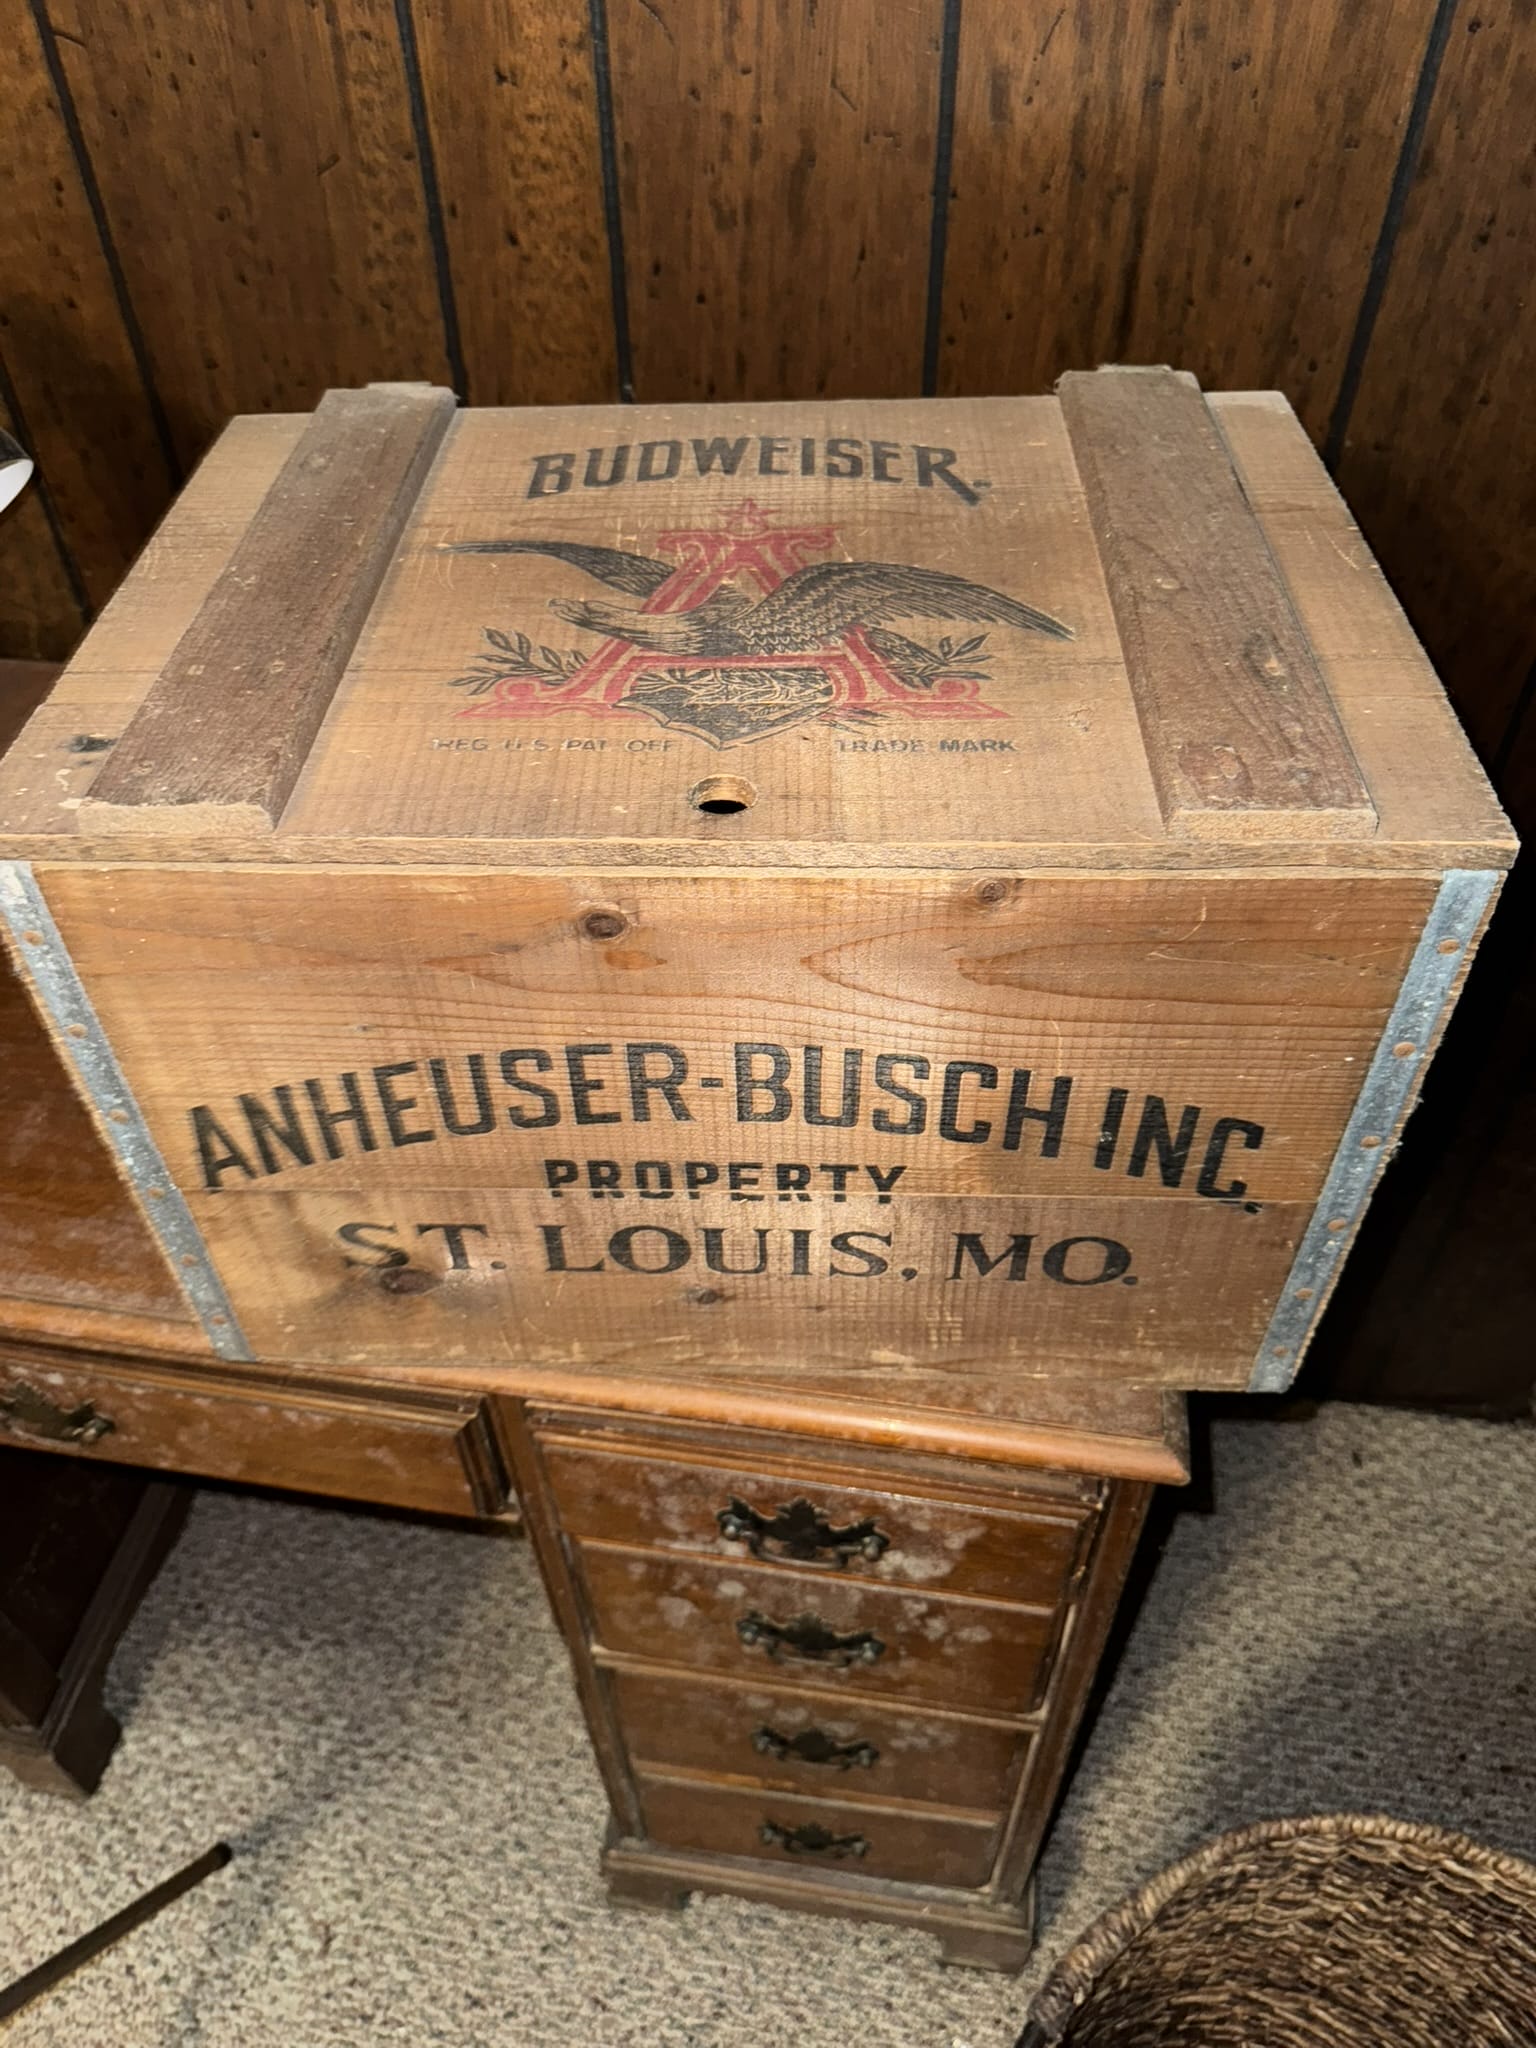 BUDWEISER.
REG. U.S. PAT. OFF. TRADE MARK
ANHEUSER-BUSCH INC.
PROPERTY
ST. LOUIS, MO.